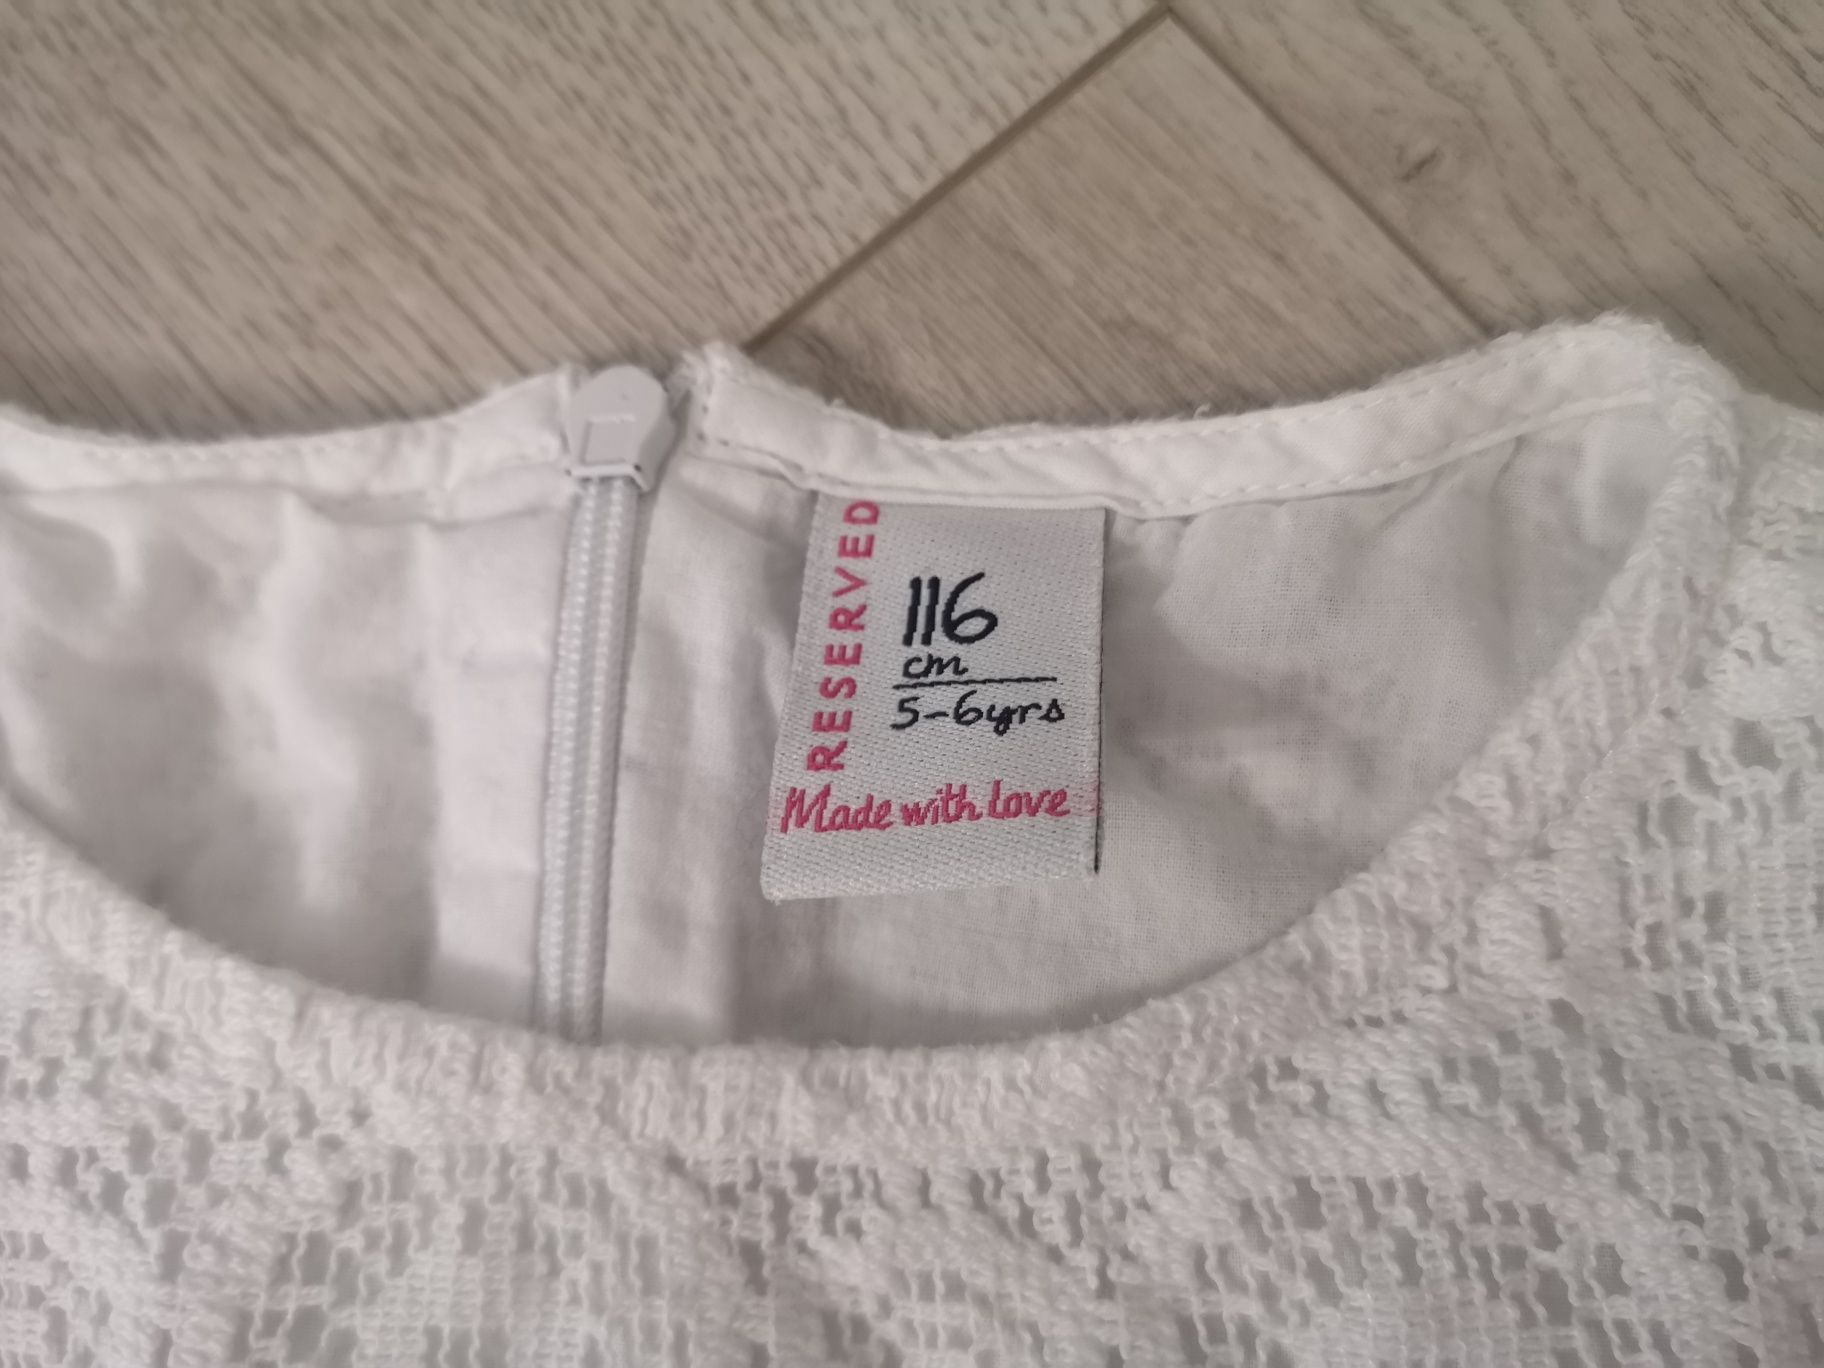 RESERVED
116
cm
5-6yrs
Made with love